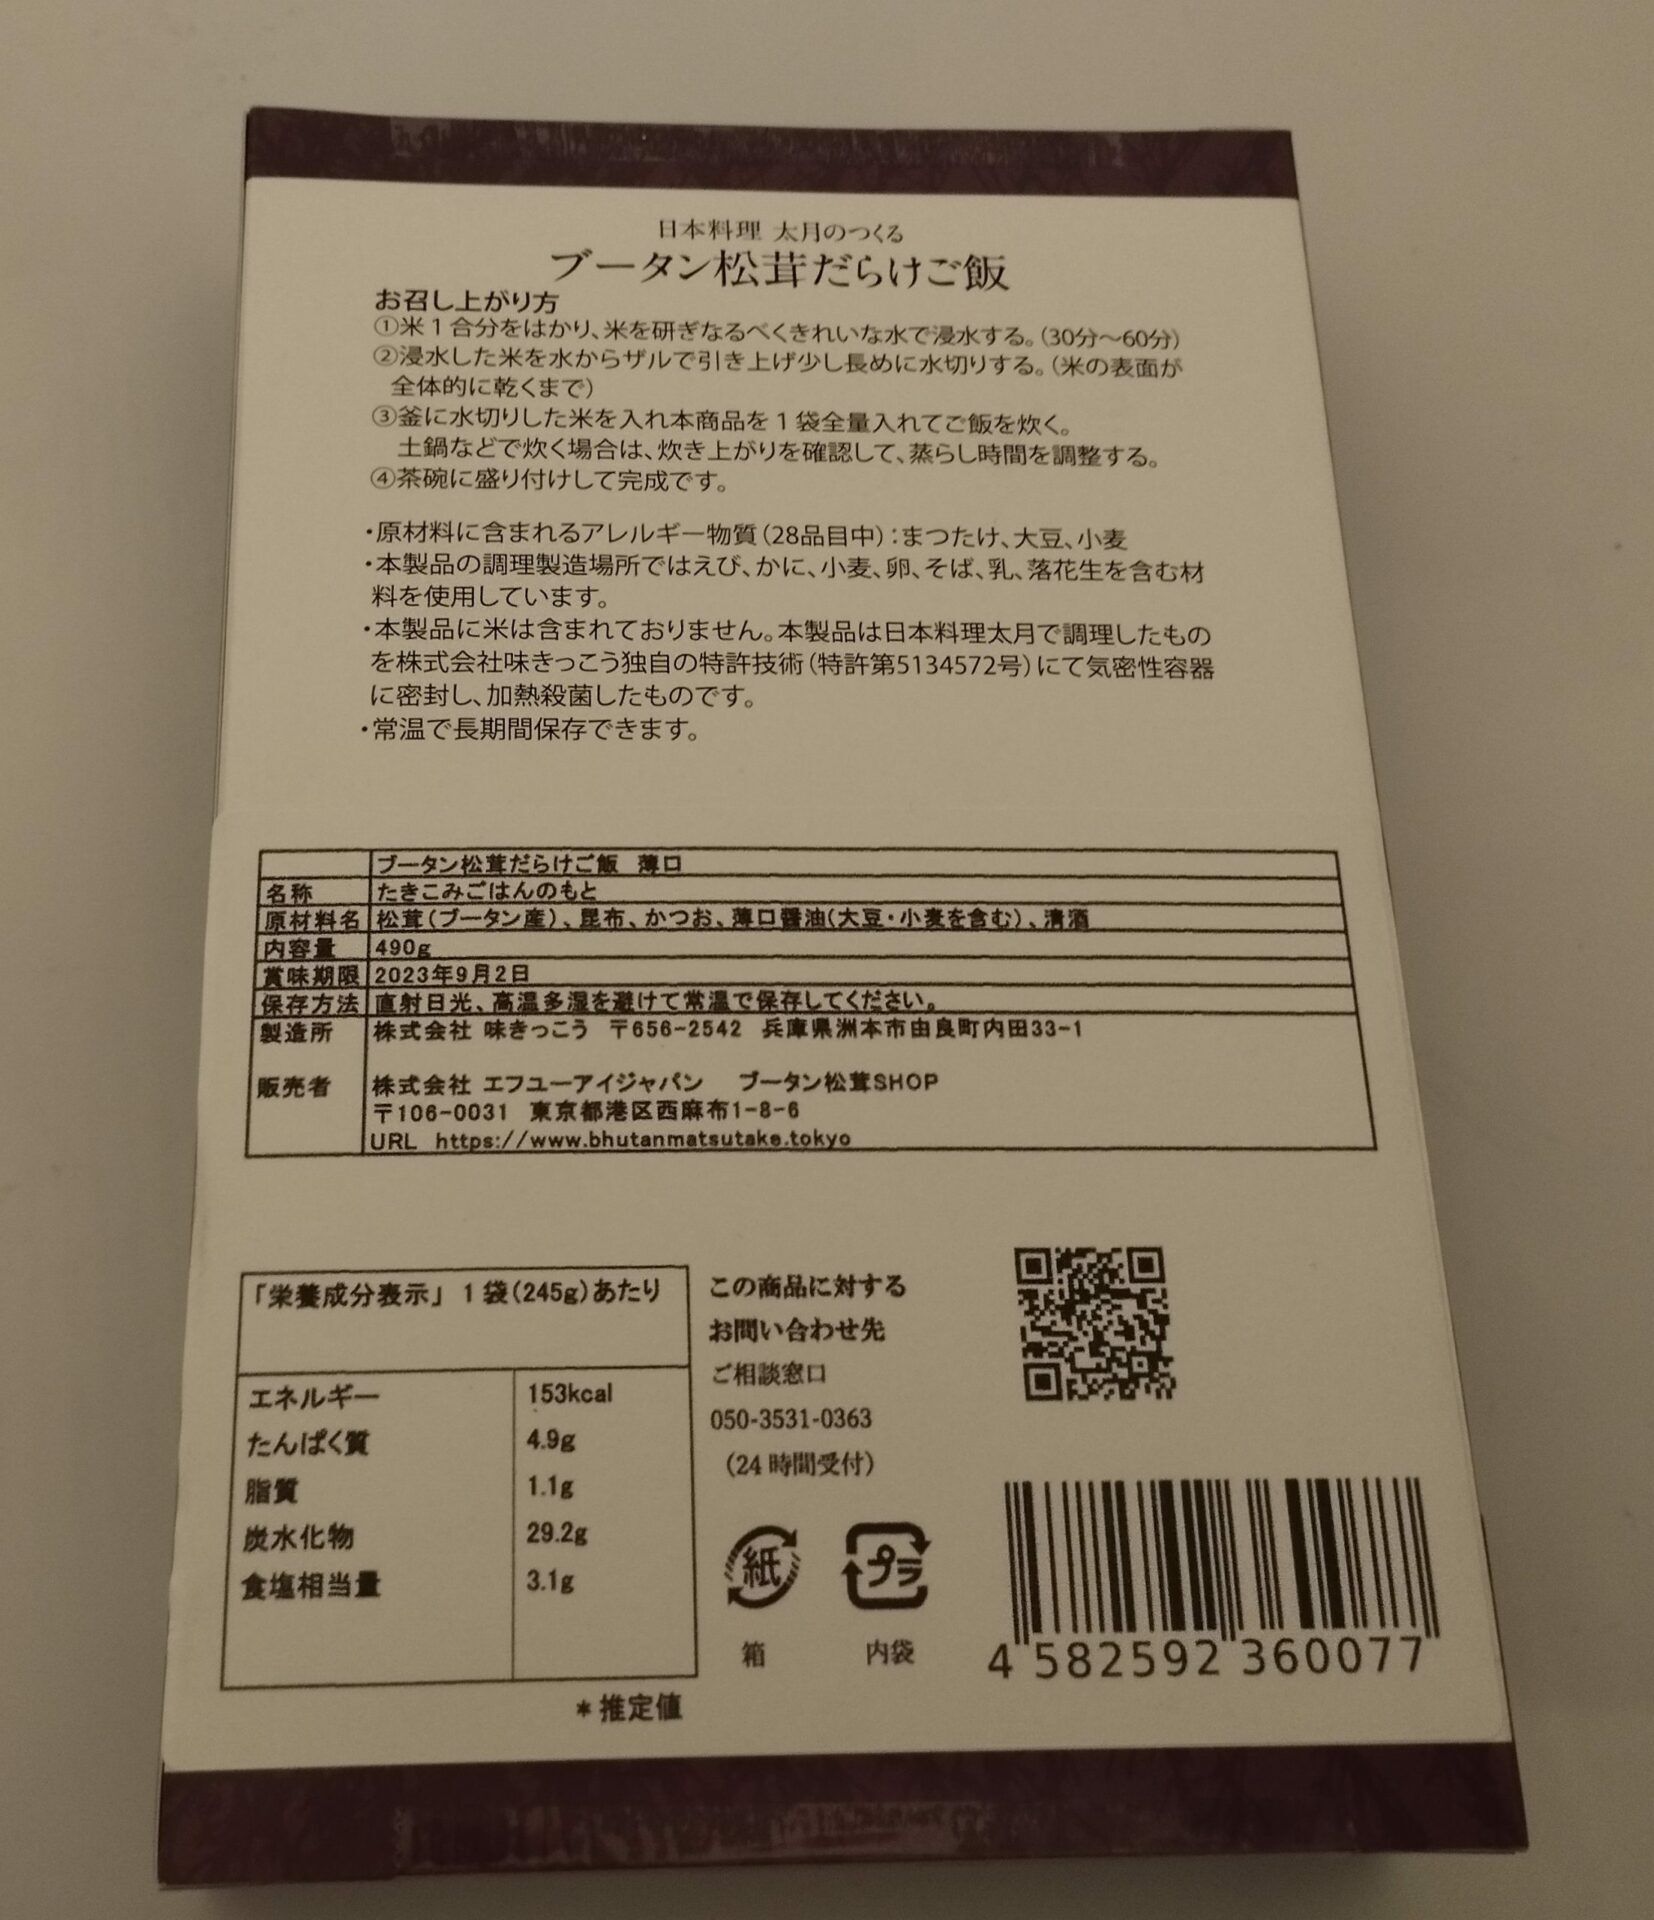 日本料理 太月のつくる
ブータン松茸だらけご飯
お召し上がり方
①米1合分をはかり、米を研ぎなるべくきれいな水で浸水する。(30分〜60分)
②浸水した米を水からザルで引き上げ少し長めに水切りする。(米の表面が
全体的に乾くまで)
③釜に水切りした米を入れ本商品を1袋全量入れてご飯を炊く。
土鍋などで炊く場合は、炊き上がりを確認して、蒸らし時間を調整する。
④茶碗に盛り付けして完成です。
・原材料に含まれるアレルギー物質(28品目中):まつたけ、大豆、小麦
・本製品の調理製造場所ではえび、かに、小麦、卵、そば、乳、落花生を含む材
料を使用しています。
・本製品に米は含まれておりません。本製品は日本料理太月で調理したもの
を株式会社味きっこう独自の特許技術(特許第5134572号)にて気密性容器
に密封し、加熱殺菌したものです。
・常温で長期間保存できます。
ブータン松茸だらけご飯 薄口
名称 たきこみごはんのもと
原材料名 松茸(ブータン産)、昆布、かつお、薄口醤油(大豆・小麦を含む)、清酒
内容量 490g
賞味期限 2023年9月2日
保存方法 直射日光、高温多湿を避けて常温で保存してください。
製造所 株式会社 味きっこう 〒656-2542 兵庫県洲本市由良町内田33-1
販売者 株式会社 エフユーアイジャパン ブータン松茸SHOP
〒106-0031 東京都港区西麻布1-8-6
URL https://www.bhutanmatsutake.tokyo
「栄養成分表示」 1袋(245g)あたり
エネルギー 153kcal
たんぱく質 4.9g
脂質 1.1g
炭水化物 29.2g
食塩相当量 3.1g
*推定値
この商品に対する
お問い合わせ先
ご相談窓口
050-3531-0363
(24時間受付)
紙 プラ
箱 内袋
4 582592 360077